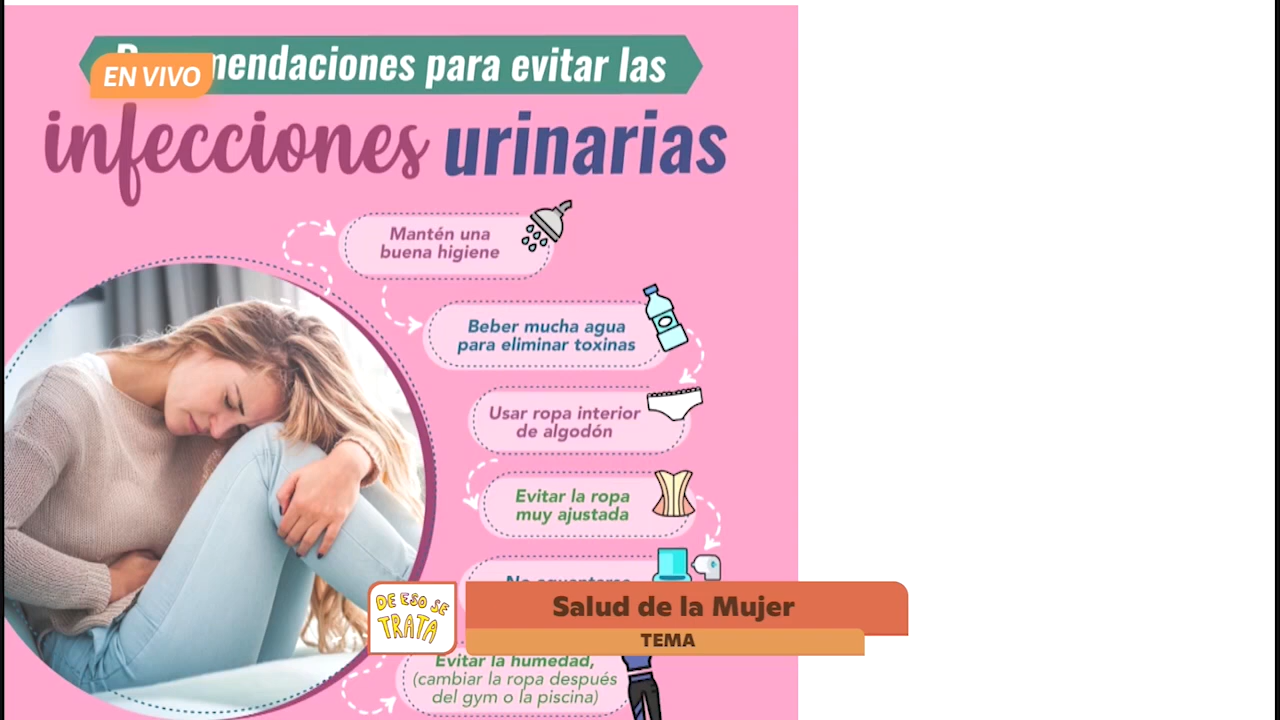 mendaciones para evitar las
EN VIVO
infecciones urinarias
Mantén una
buena higiene
Beber mucha agua
para eliminar toxinas
Usar ropa interior
de algodón
Evitar la ropa
muy ajustada
Salud de la Mujer
TEMA
DE ESO SE
TRATA
Evitar la humedad,
(cambiar la ropa después
del gym o la piscina)